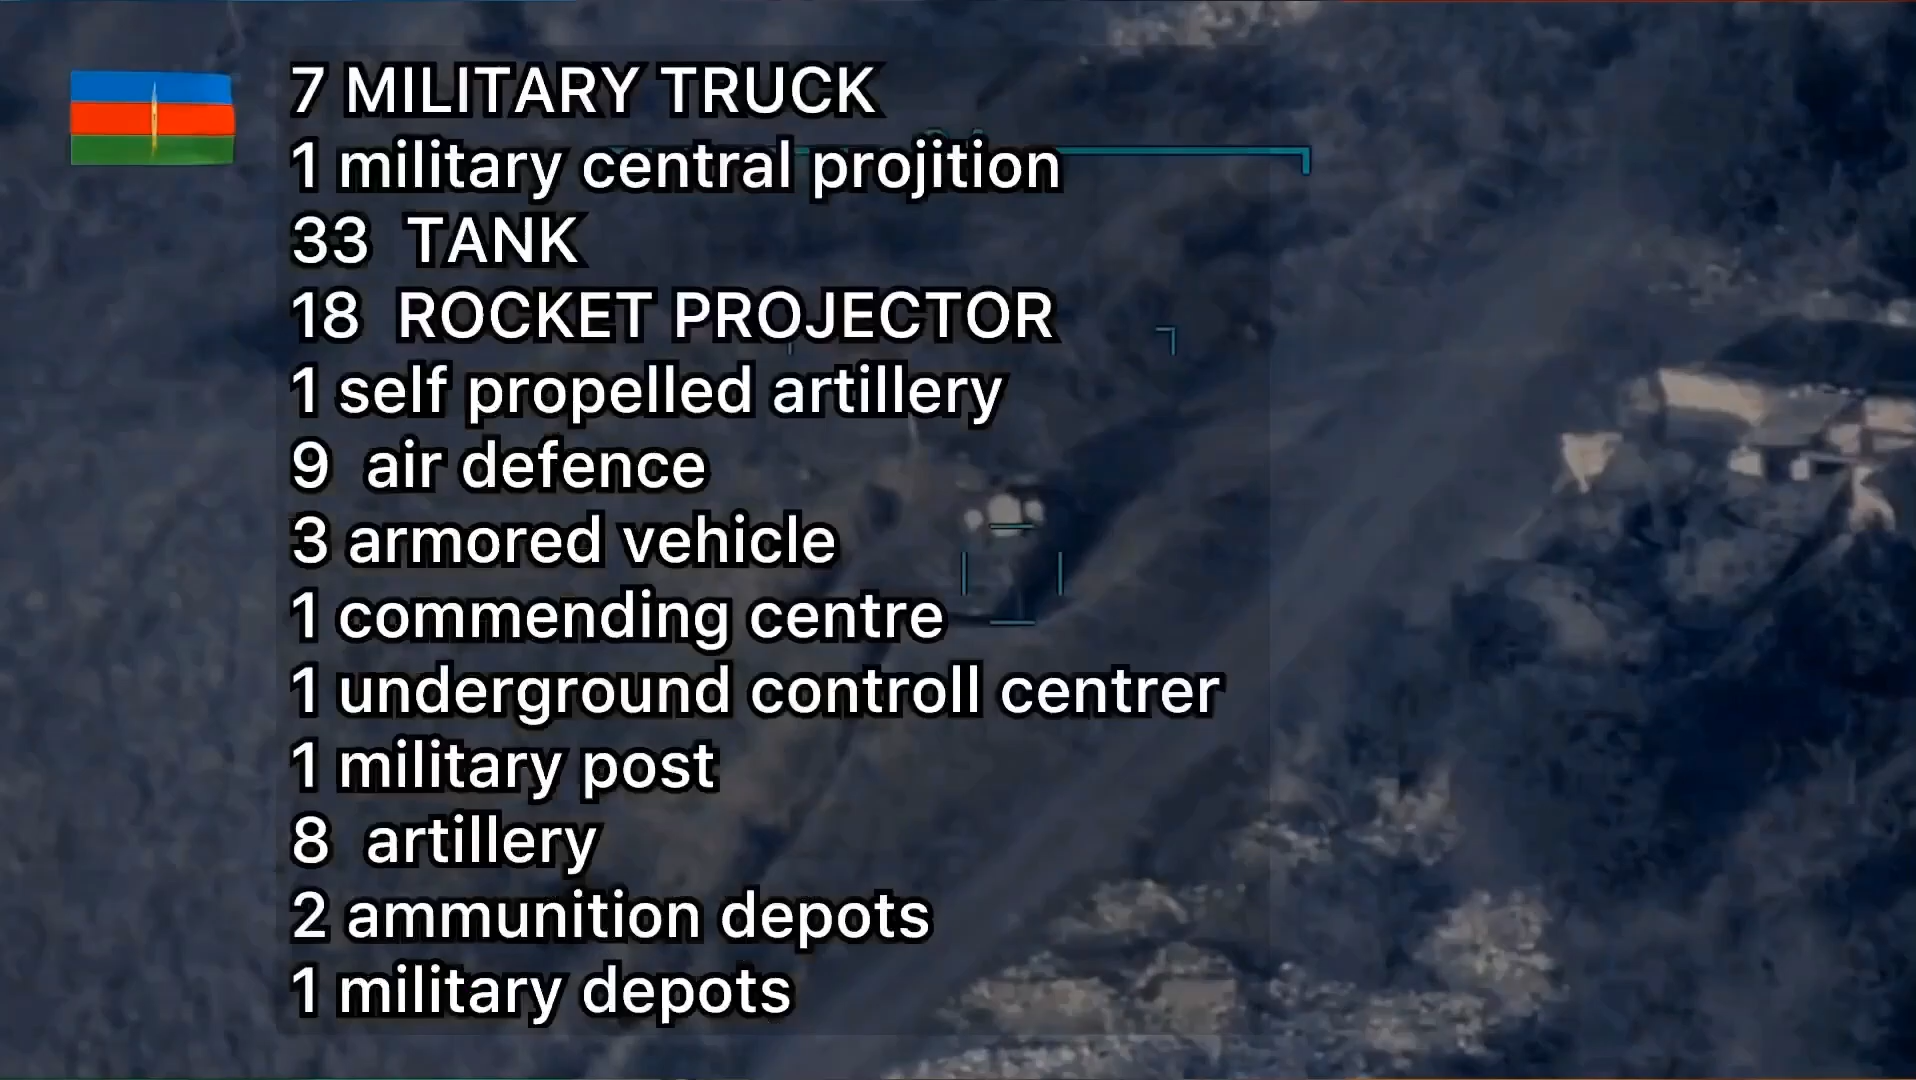 7 MILITARY TRUCK
1 military central projition
33 TANK
18 ROCKET PROJECTOR
1 self propelled artillery
9 air defence
3 armored vehicle
1 commending centre
1 underground controll centrer
1 military post
8 artillery
2 ammunition depots
1 military depots